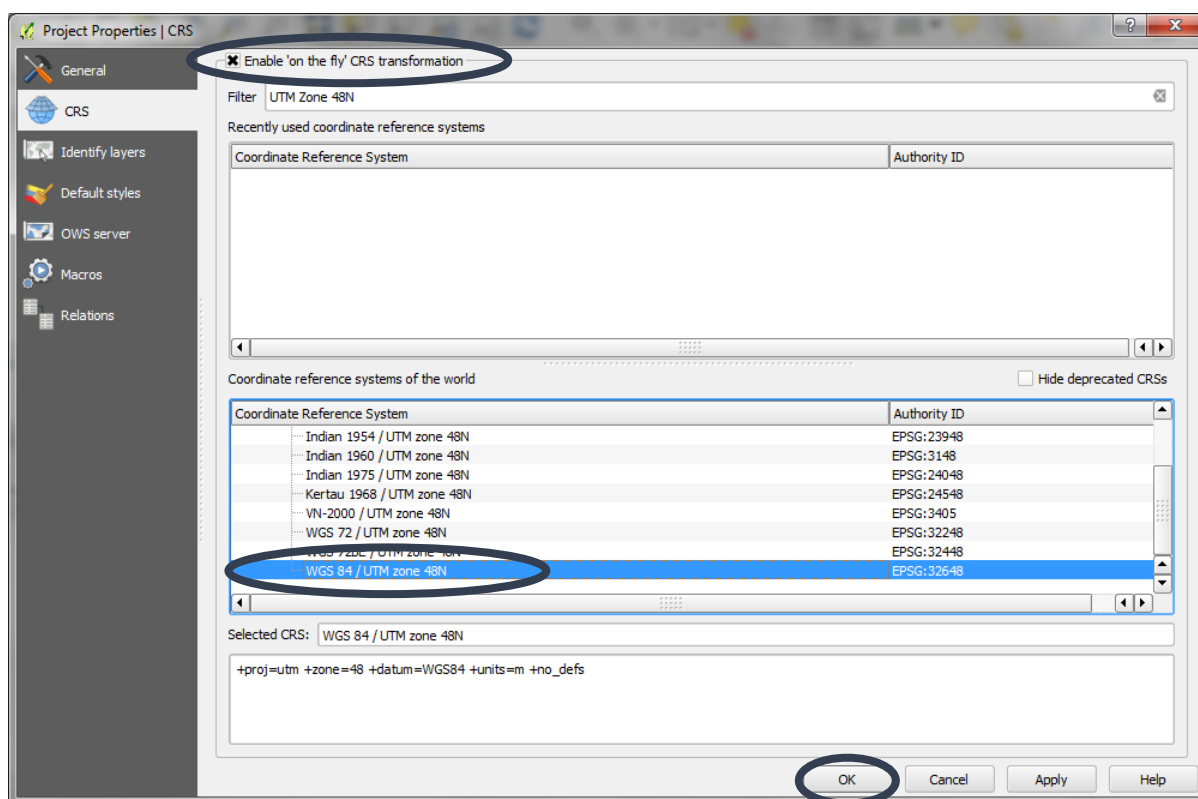 Project Properties | CRS
General
CRS
Identify layers
Default styles
OWS server
Macros
Relations
Enable 'on the fly' CRS transformation
Filter UTM Zone 48N
Recently used coordinate reference systems
Coordinate Reference System Authority ID
Coordinate reference systems of the world Hide deprecated CRSs
Coordinate Reference System Authority ID
Indian 1954 / UTM zone 48N EPSG:23948
Indian 1960 / UTM zone 48N EPSG:3148
Indian 1975 / UTM zone 48N EPSG:24048
Kertau 1968 / UTM zone 48N EPSG:24548
VN-2000 / UTM zone 48N EPSG:3405
WGS 72 / UTM zone 48N EPSG:32248
WGS 72BE / UTM zone 48N EPSG:32448
WGS 84 / UTM zone 48N EPSG:32648
Selected CRS: WGS 84 / UTM zone 48N
+proj=utm +zone=48 +datum=WGS84 +units=m +no_defs
OK Cancel Apply Help